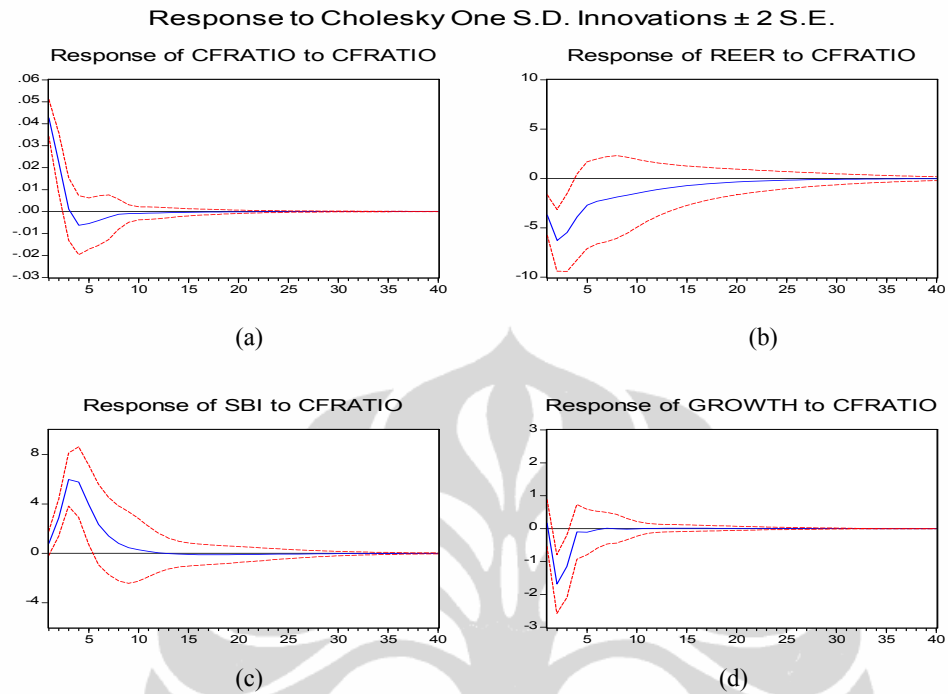 Response to Cholesky One S.D. Innovations ± 2 S.E.
Response of CFRATIO to CFRATIO
.06
.05
.04
.03
.02
.01
.00
-.01
-.02
-.03
5 10 15 20 25 30 35 40
(a)
Response of REER to CFRATIO
10
5
0
-5
-10
5 10 15 20 25 30 35 40
(b)
Response of SBI to CFRATIO
8
4
0
-4
5 10 15 20 25 30 35 40
(c)
Response of GROWTH to CFRATIO
3
2
1
0
-1
-2
-3
5 10 15 20 25 30 35 40
(d)